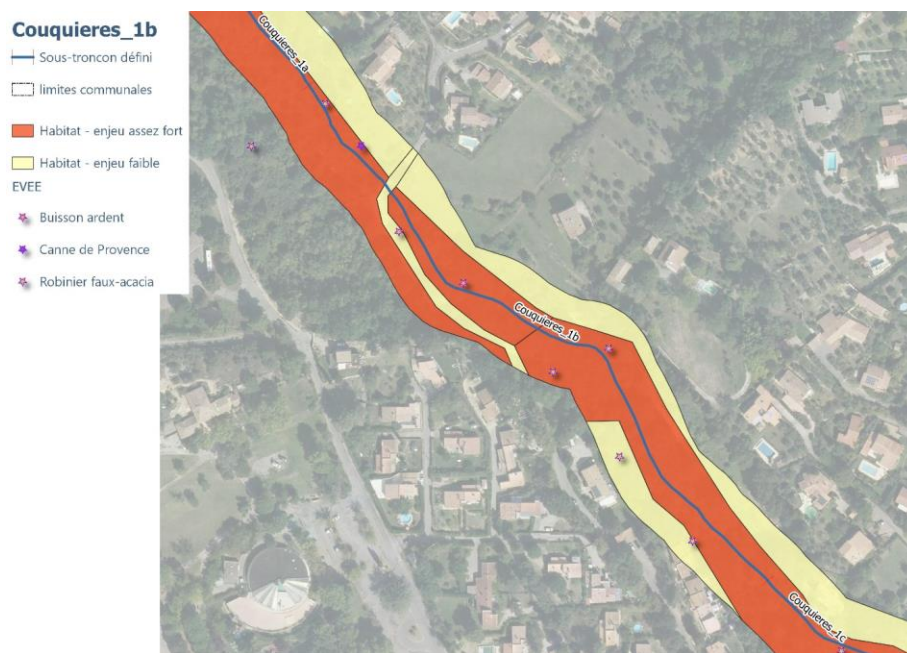 Couquieres_1b
Sous-troncon défini
limites communales
Habitat - enjeu assez fort
Habitat - enjeu faible
EVEE
Buisson ardent
Canne de Provence
Robinier faux-acacia
Couquieres_1a
Couquieres_1b
Couquieres_1c